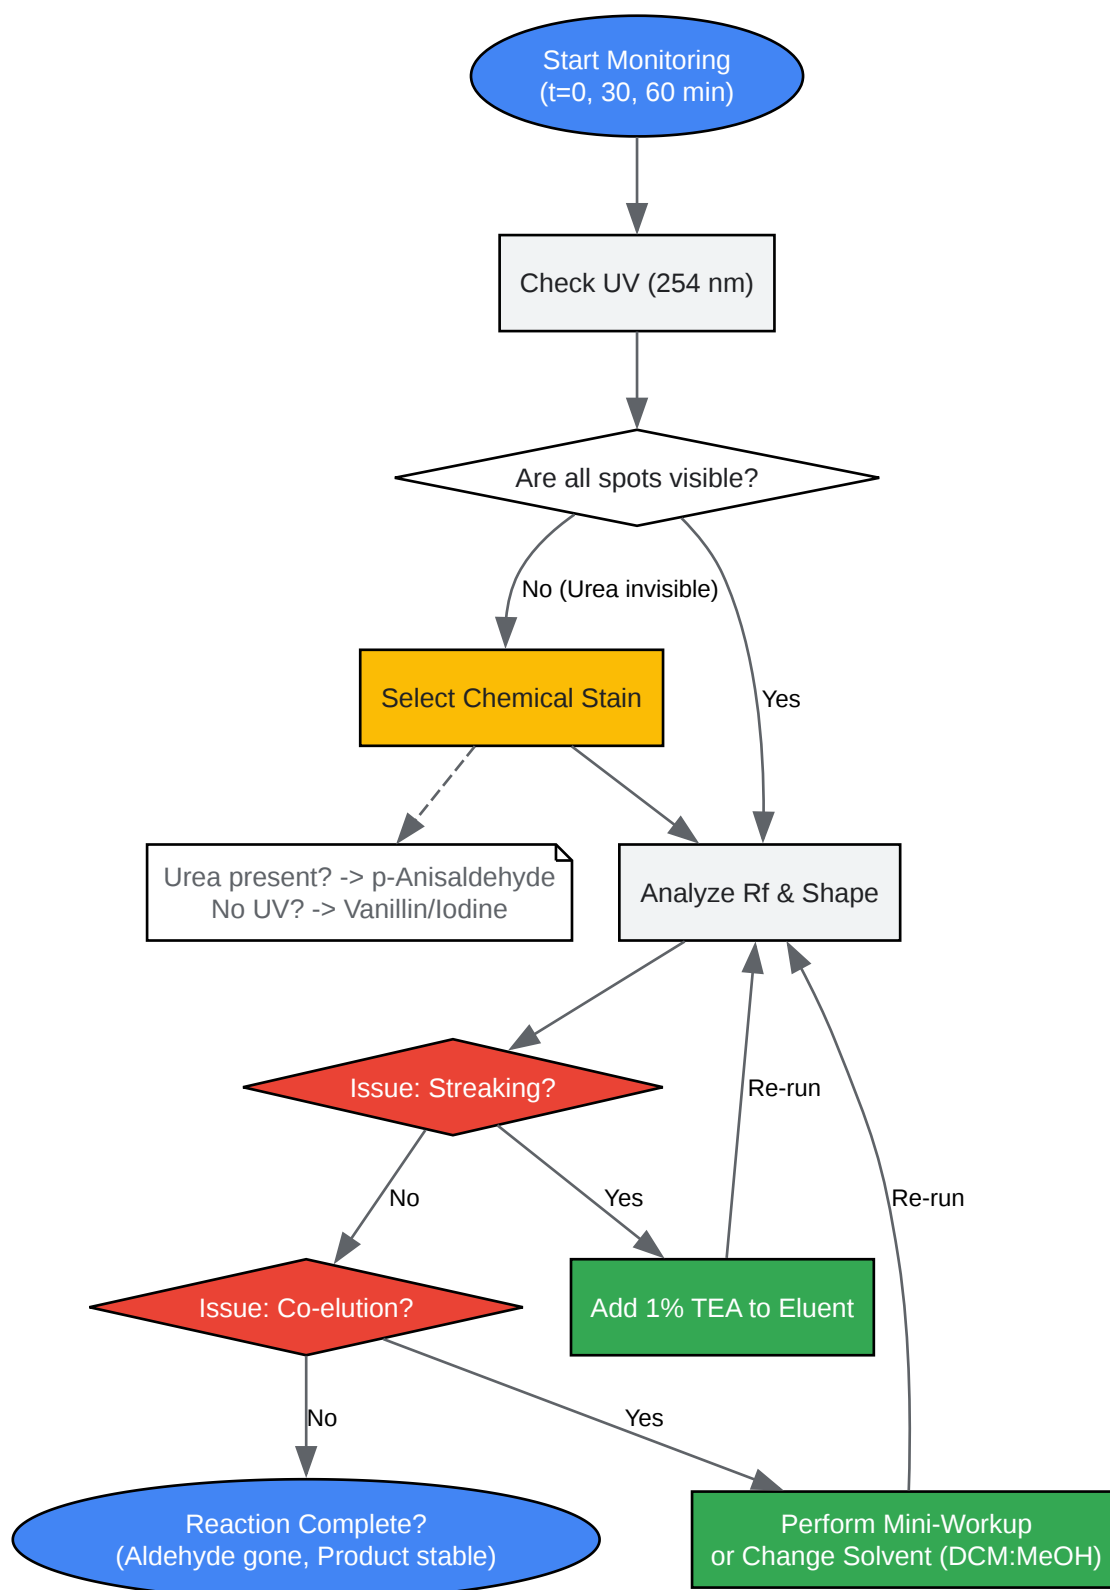 Start Monitoring
(t=0, 30, 60 min)
Check UV (254 nm)
Are all spots visible?
No (Urea invisible)
Select Chemical Stain
Yes
Urea present? -> p-Anisaldehyde
No UV? -> Vanillin/Iodine
Analyze Rf & Shape
Issue: Streaking?
Re-run
No
Yes
Re-run
Issue: Co-elution?
Add 1% TEA to Eluent
No
Yes
Reaction Complete?
(Aldehyde gone, Product stable)
Perform Mini-Workup
or Change Solvent (DCM:MeOH)